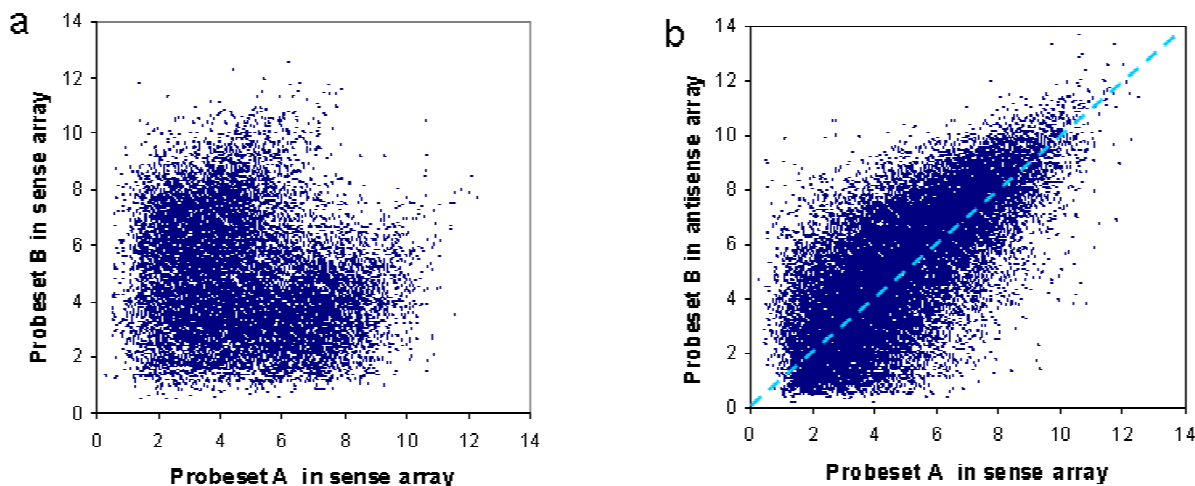 a
Probeset B in sense array
14
12
10
8
6
4
2
0
0 2 4 6 8 10 12 14
Probeset A in sense array
b
Probeset B in antisense array
14
12
10
8
6
4
2
0
0 2 4 6 8 10 12 14
Probeset A in sense array